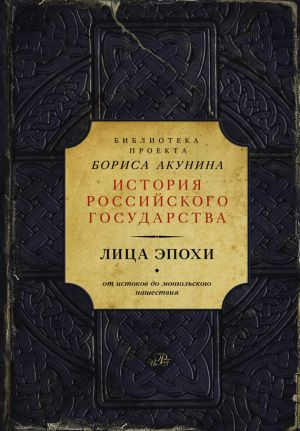 БИБЛИОТЕКА
ПРОЕКТА
БОРИСА АКУНИНА
ИСТОРИЯ
РОССИЙСКОГО
ГОСУДАРСТВА
ЛИЦА ЭПОХИ
от истоков до монгольского
нашествия